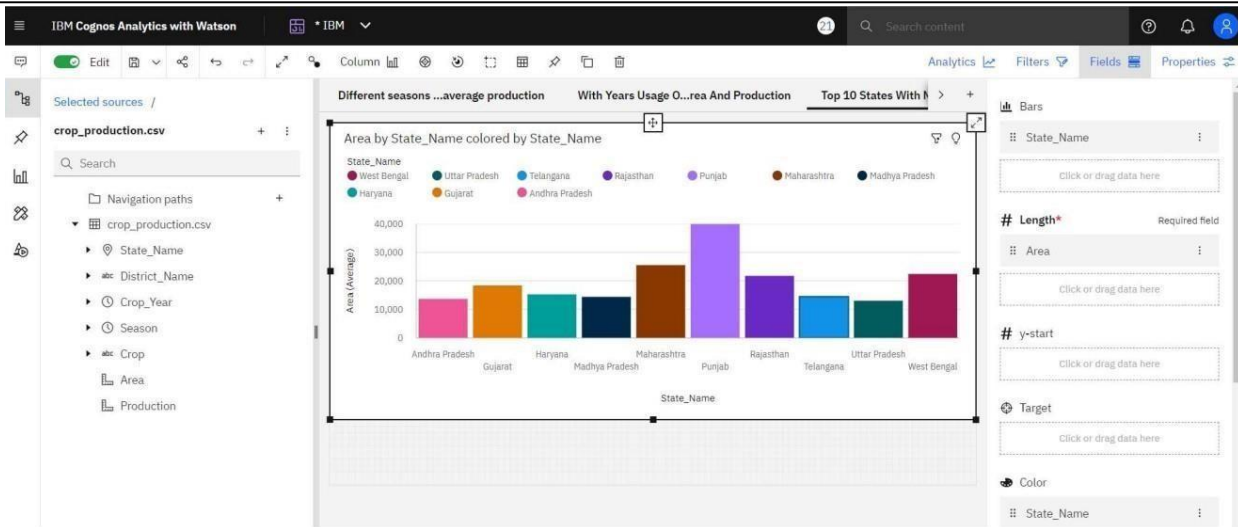 IBM Cognos Analytics with Watson
* IBM
21
Search content
Edit
Column
Analytics
Filters
Fields
Properties
Selected sources /
crop_production.csv
Search
Navigation paths
crop_production.csv
State_Name
abc District_Name
Crop_Year
Season
abc Crop
Area
Production
Different seasons ...average production
With Years Usage O...rea And Production
Top 10 States With
Area by State_Name colored by State_Name
State_Name
West Bengal Uttar Pradesh Telangana Rajasthan Punjab Maharashtra Madhya Pradesh
Haryana Gujarat Andhra Pradesh
Area (Average)
40,000
30,000
20,000
10,000
0
Andhra Pradesh Haryana Maharashtra Rajasthan Uttar Pradesh
Gujarat Madhya Pradesh Punjab Telangana West Bengal
State_Name
Bars
State_Name
Click or drag data here
# Length* Required field
Area
Click or drag data here
# y-start
Click or drag data here
Target
Click or drag data here
Color
State_Name